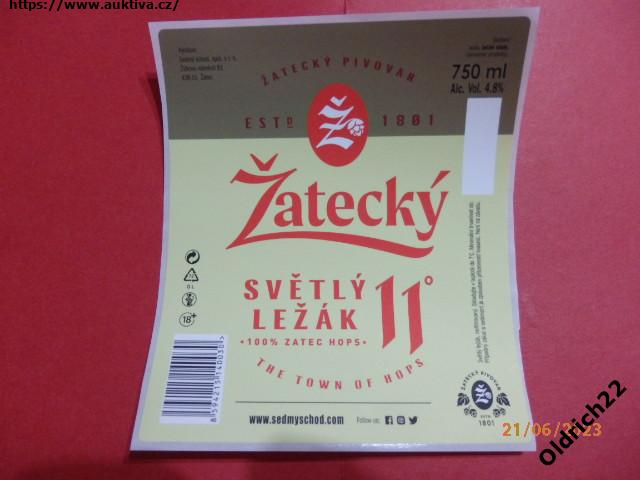 https://www.auktiva.cz/
ŽATECKÝ PIVOVAR
750 ml
Alc. Vol. 4.8%
ESTD 1801
Ž
Žatecký
SVĚTLÝ
LEŽÁK
11°
•100% ZATEC HOPS•
THE TOWN OF HOPS
18+
8594215140035
www.sedmyschod.com
Follow us:
ŽATECKÝ PIVOVAR
Ž
ESTD
1801
21/06/2023
Oldrich22